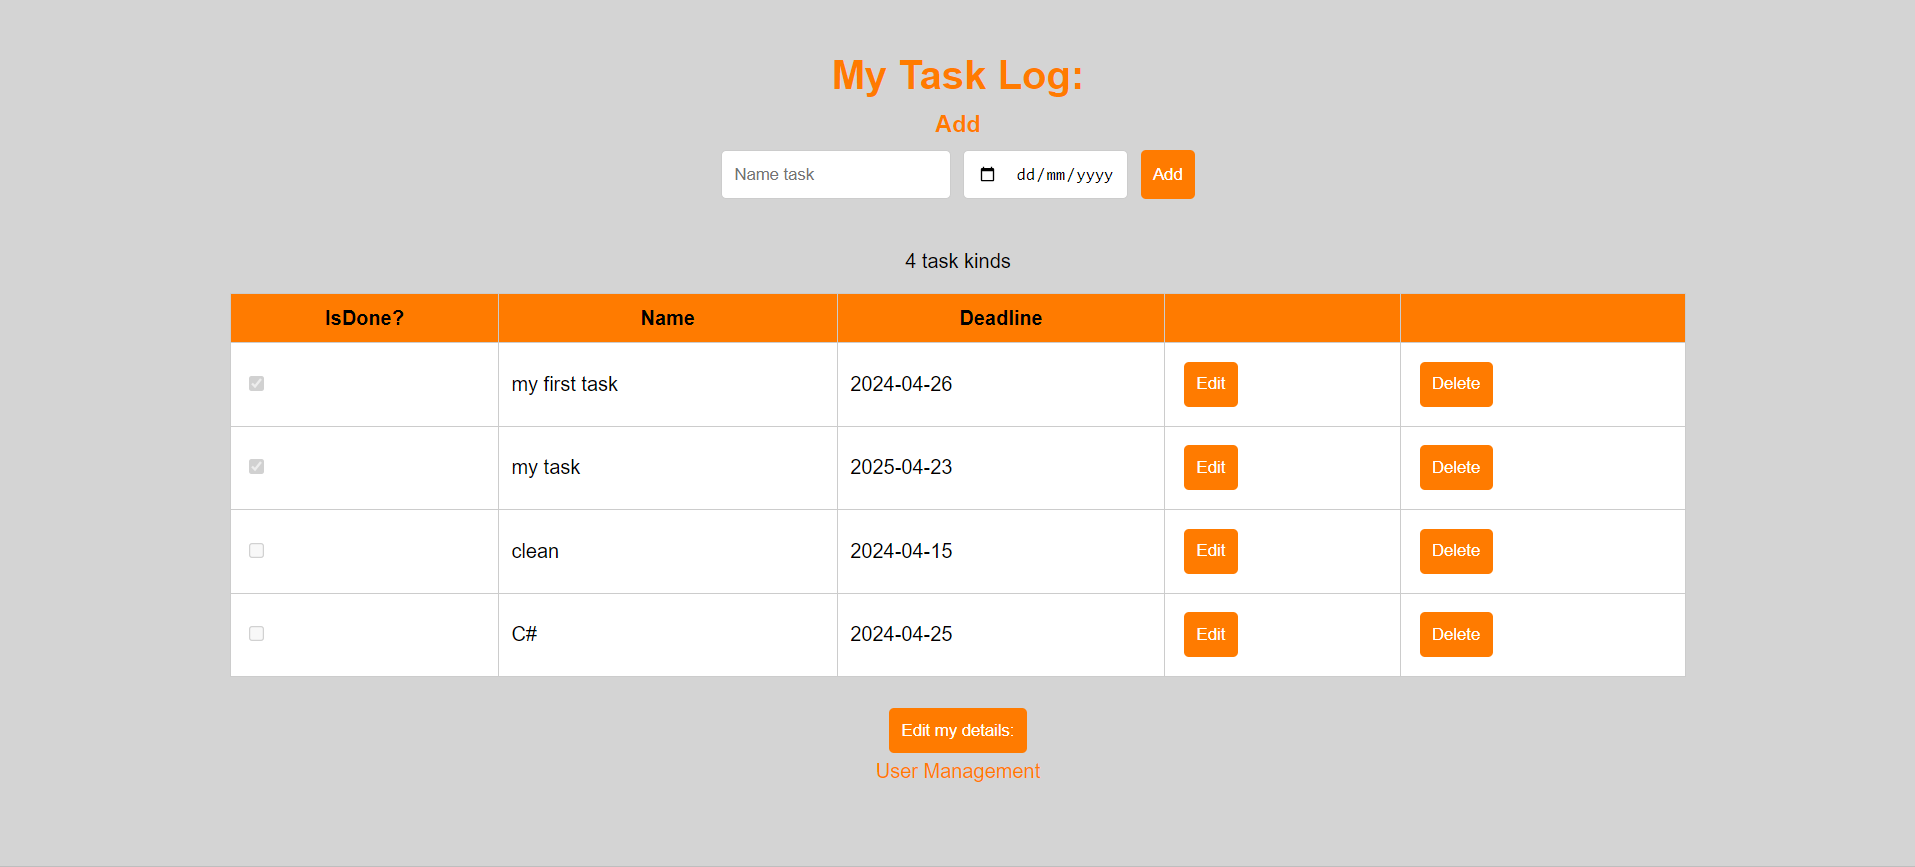 My Task Log:
Add
Name task dd/mm/yyyy Add
4 task kinds
IsDone? Name Deadline
my first task 2024-04-26 Edit Delete
my task 2025-04-23 Edit Delete
clean 2024-04-15 Edit Delete
C# 2024-04-25 Edit Delete
Edit my details:
User Management